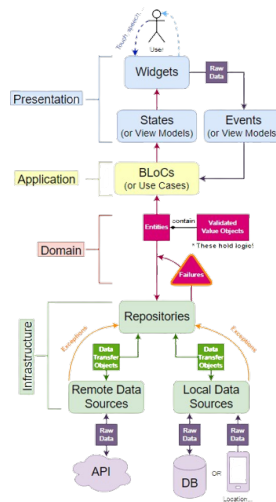 Touch, speech...
User
Widgets
Raw
Data
Presentation
States
(or View Models)
Events
(or View Models)
Application
BLoCs
(or Use Cases)
Entities
contain
Validated
Value Objects
* These hold logic!
Domain
Failures
Repositories
Infrastructure
Exceptions
Exceptions
Data
Transfer
Objects
Data
Transfer
Objects
Remote Data
Sources
Local Data
Sources
Raw
Data
Raw
Data
Raw
Data
API
DB
OR
Location...